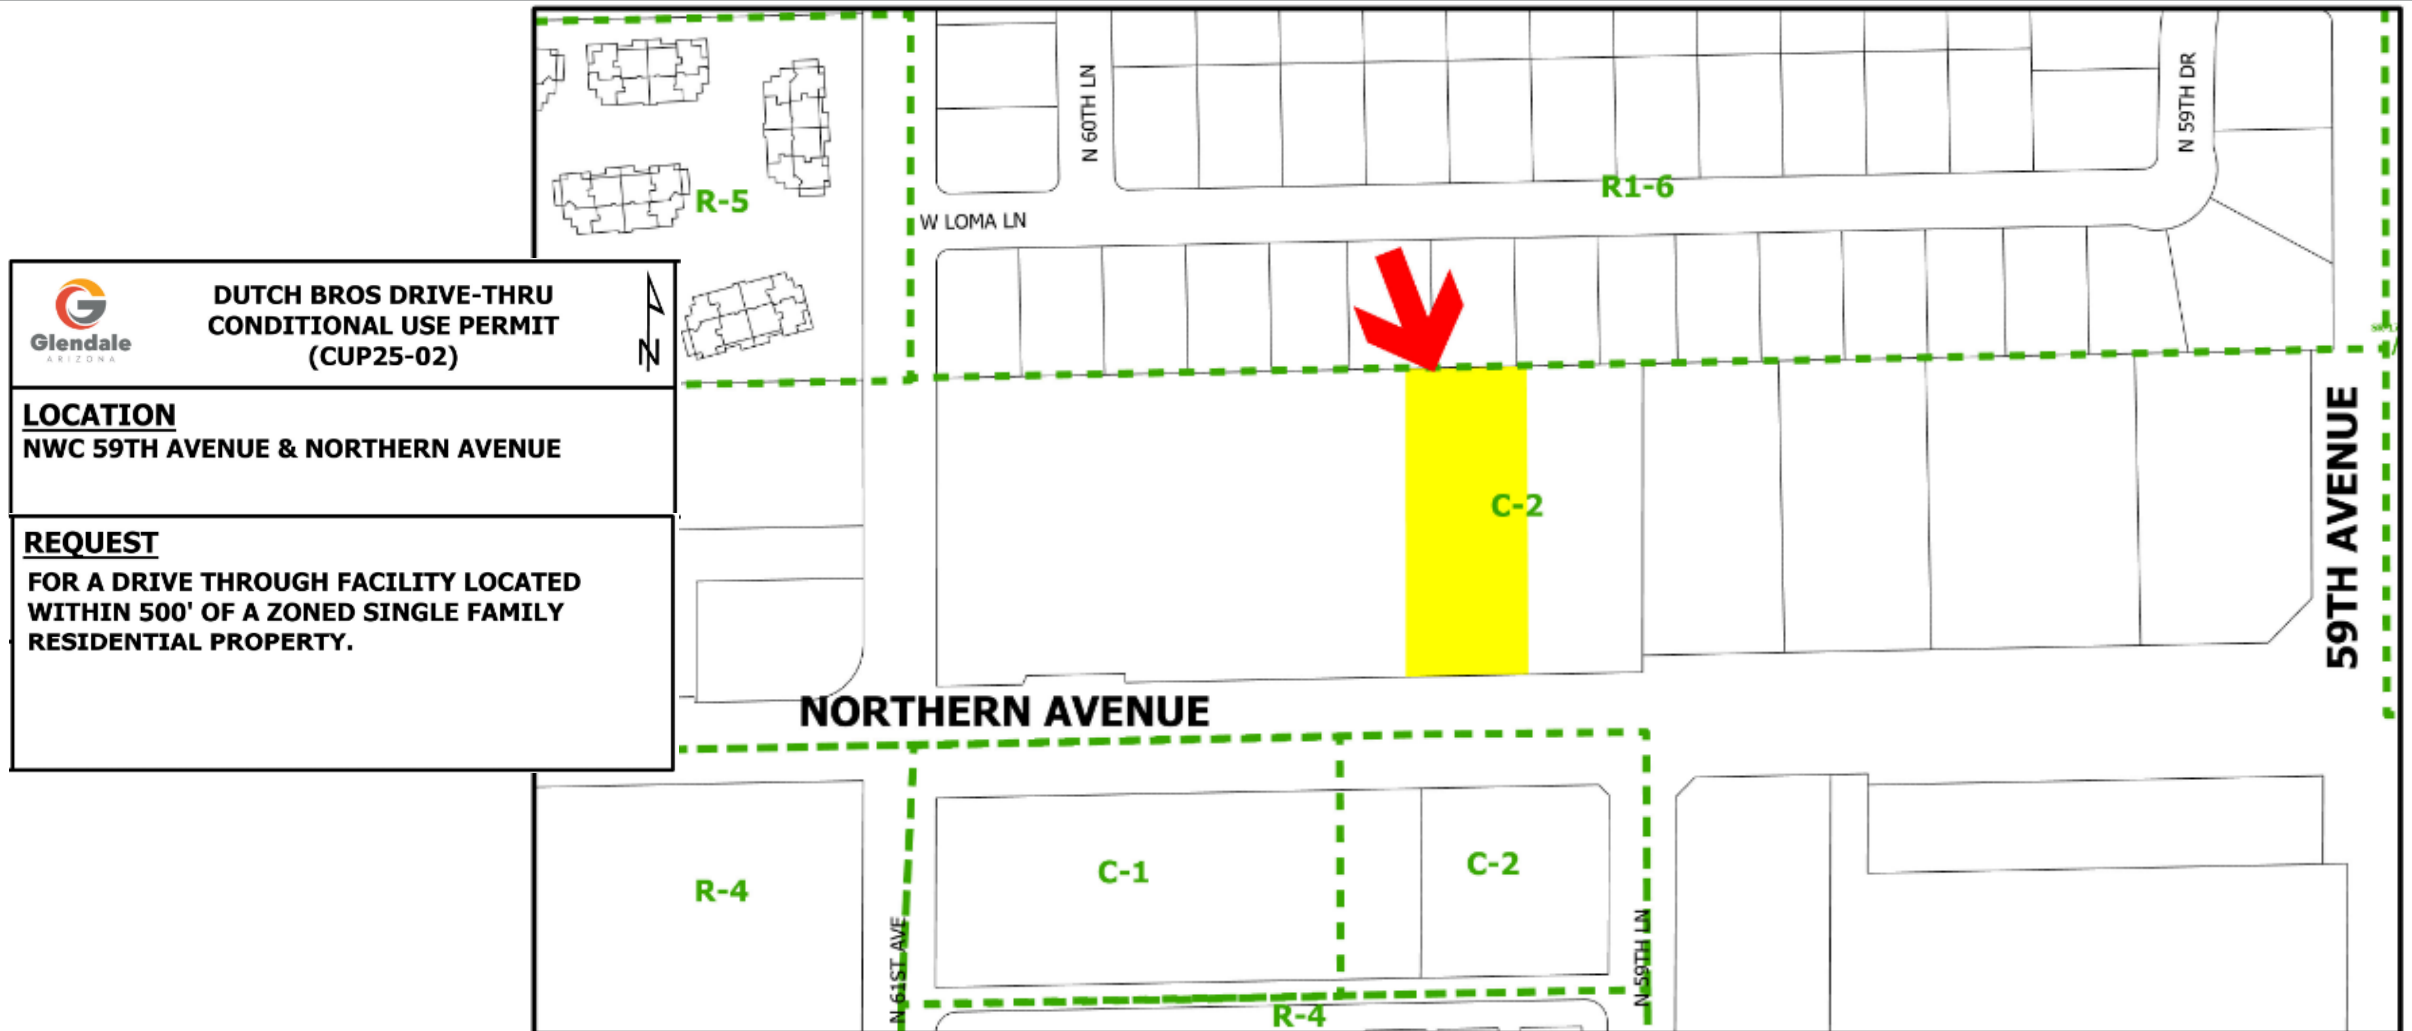 Glendale
ARIZONA
DUTCH BROS DRIVE-THRU
CONDITIONAL USE PERMIT
(CUP25-02)
N
LOCATION
NWC 59TH AVENUE & NORTHERN AVENUE
REQUEST
FOR A DRIVE THROUGH FACILITY LOCATED
WITHIN 500' OF A ZONED SINGLE FAMILY
RESIDENTIAL PROPERTY.
R-5
N 60TH LN
N 59TH DR
R1-6
W LOMA LN
C-2
59TH AVENUE
NORTHERN AVENUE
R-4
C-1
C-2
N 61ST AVE
N 59TH LN
R-4